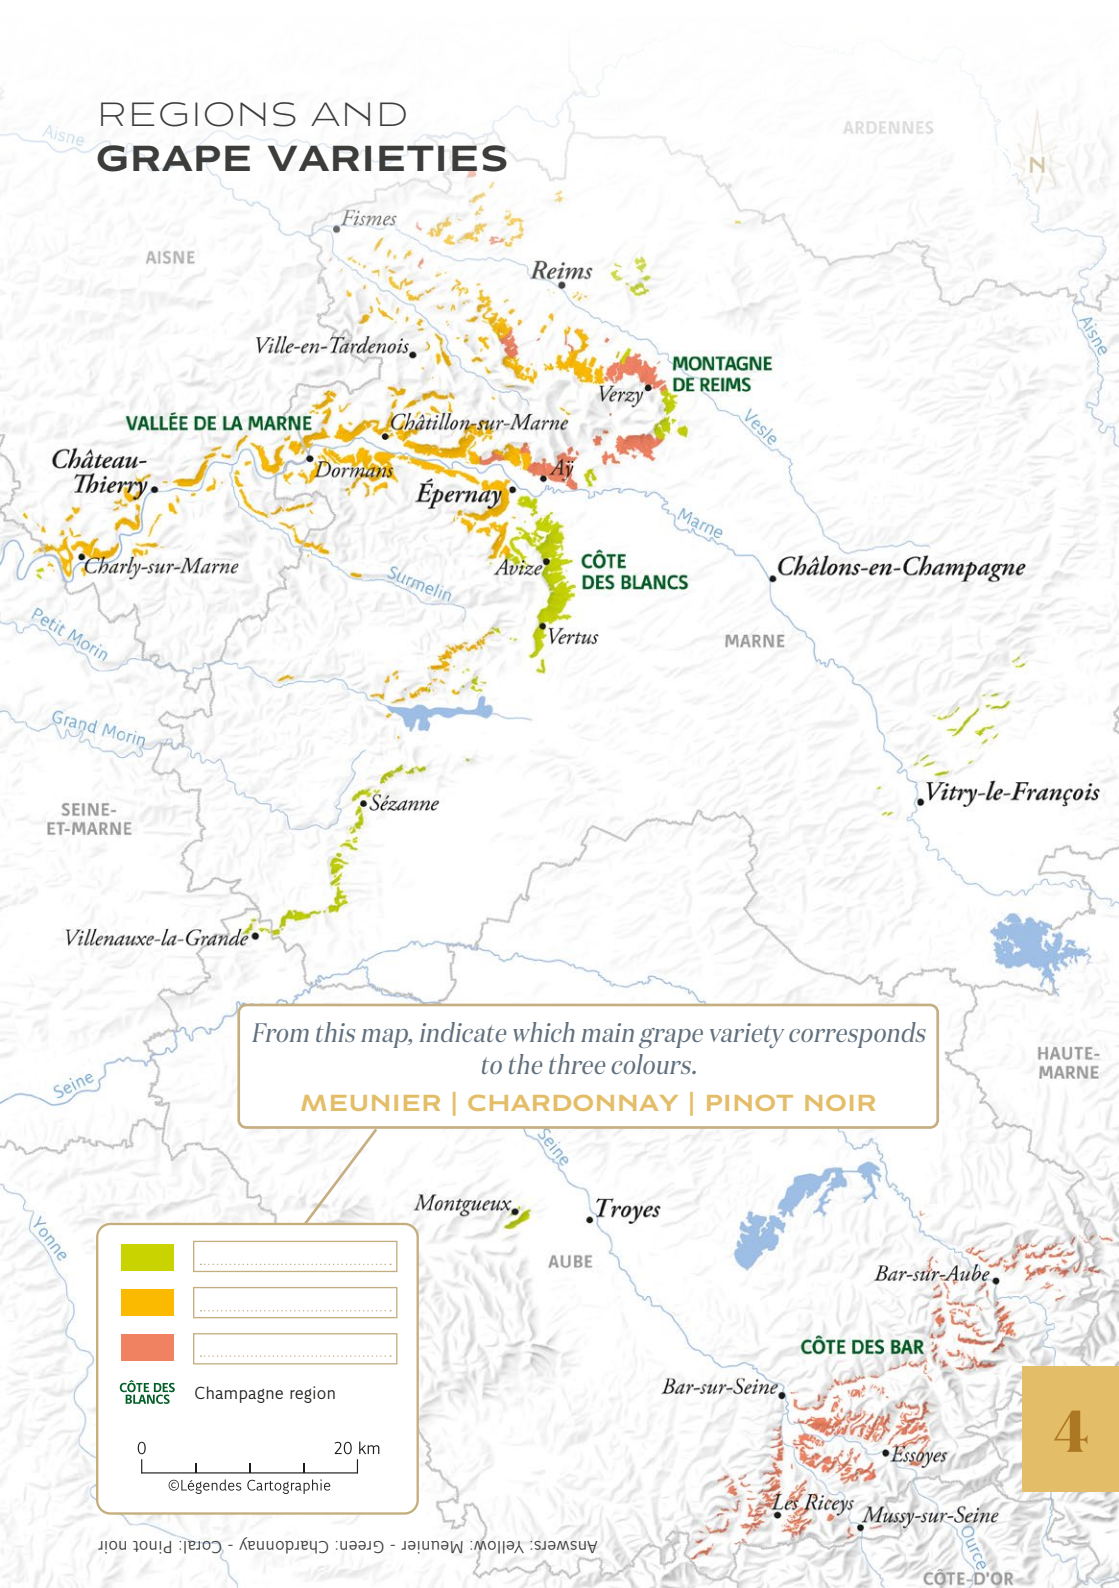 REGIONS AND
GRAPE VARIETIES
Aisne
ARDENNES
N
Fismes
AISNE
Reims
Aisne
Ville-en-Tardenois
MONTAGNE
DE REIMS
Verzy
VALLÉE DE LA MARNE
Châtillon-sur-Marne
Vesle
Château-
Thierry
Dormans
Aÿ
Épernay
Marne
Charly-sur-Marne
Avize
CÔTE
DES BLANCS
Châlons-en-Champagne
Surmelin
Petit Morin
Vertus
MARNE
Grand Morin
Sézanne
Vitry-le-François
SEINE-
ET-MARNE
Villenauxe-la-Grande
From this map, indicate which main grape variety corresponds
to the three colours.
MEUNIER | CHARDONNAY | PINOT NOIR
HAUTE-
MARNE
Seine
Seine
Montgueux
Troyes
Yonne
AUBE
Bar-sur-Aube
CÔTE DES BAR
Bar-sur-Seine
CÔTE DES
BLANCS
Champagne region
4
0 20 km
©Légendes Cartographie
Essoyes
Les Riceys
Mussy-sur-Seine
Ource
CÔTE-D'OR
Answers: Yellow: Meunier - Green: Chardonnay - Coral: Pinot noir